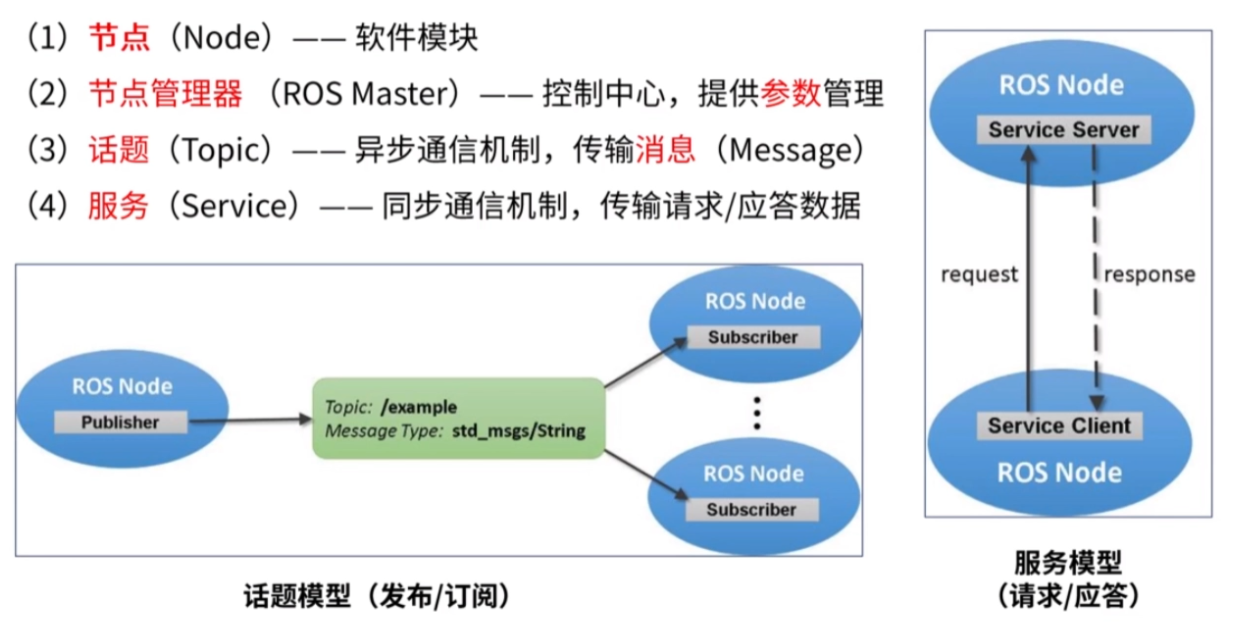 （1）节点（Node）—— 软件模块
（2）节点管理器 （ROS Master）—— 控制中心，提供参数管理
（3）话题（Topic）—— 异步通信机制，传输消息（Message）
（4）服务（Service）—— 同步通信机制，传输请求/应答数据
ROS Node
Publisher
Topic: /example
Message Type: std_msgs/String
ROS Node
Subscriber
ROS Node
Subscriber
话题模型（发布/订阅）
ROS Node
Service Server
request
response
Service Client
ROS Node
服务模型
（请求/应答）